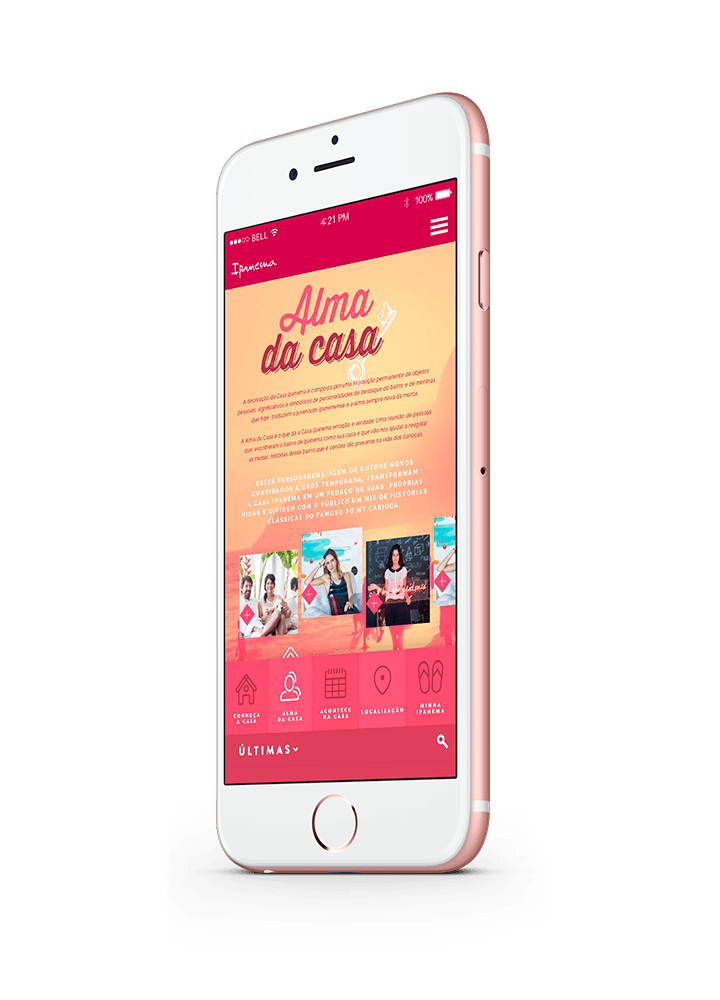 BELL
4:21 PM
100%
Ipanema
Alma
da casa
A decoração da Casa Ipanema é composta por uma exposição permanente de objetos
pessoais significativos e simbólicos de personalidades de destaque do bairro e de meninas
que hoje traduzem a juventude ipanemense e a alma sempre nova da marca.
A Alma da Casa é o que dá a Casa Ipanema emoção e verdade. Uma reunião de pessoas
que escolheram o bairro de Ipanema como sua casa e que vão nos ajudar a resgatar
as muitas histórias desse bairro que é cenário tão presente na vida dos cariocas.
ESTES PERSONAGENS, ALÉM DE OUTROS NOVOS
CONVIDADOS A CADA TEMPORADA, TRANSFORMAM
A CASA IPANEMA EM UM PEDAÇO DE SUAS PRÓPRIAS
VIDAS E DIVIDEM COM O PÚBLICO UM MIX DE HISTÓRIAS
CLÁSSICAS DO FAMOSO POINT CARIOCA.
CONHEÇA
A CASA
ALMA
DA CASA
ACONTECE
NA CASA
LOCALIZAÇÃO
MINHA
IPANEMA
ÚLTIMAS